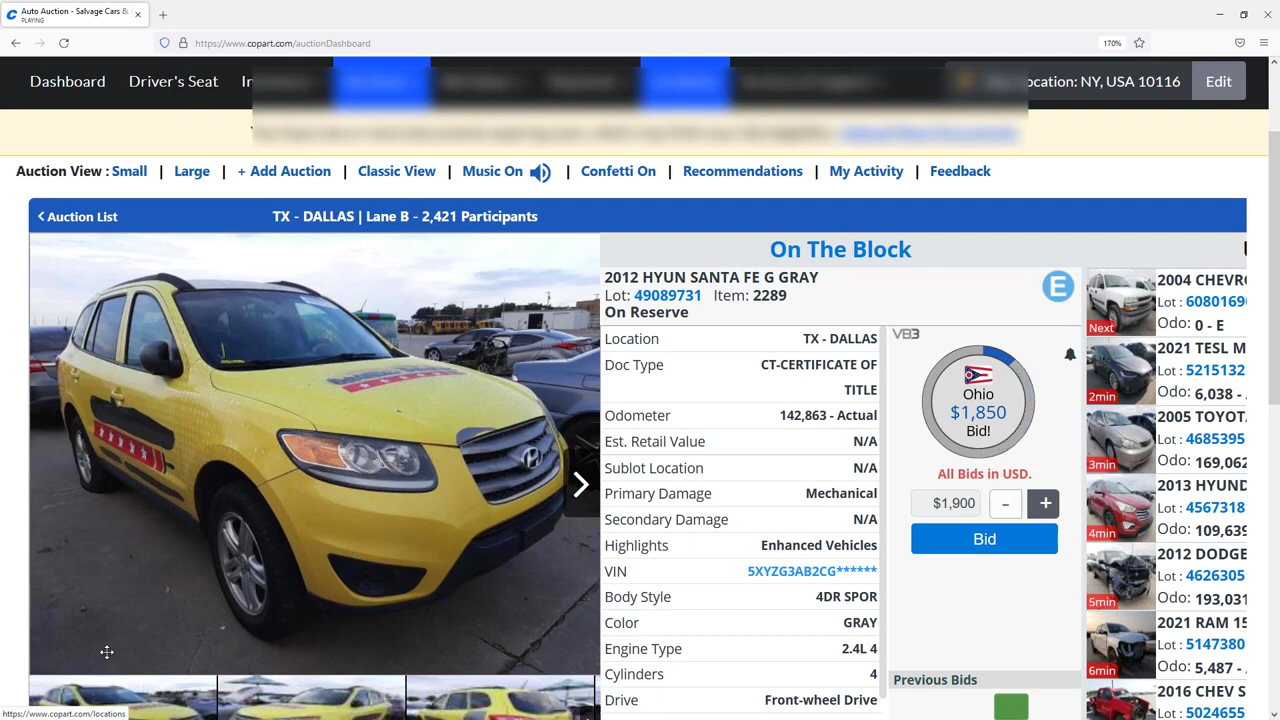 Auto Auction - Salvage Cars &
PLAYING
https://www.copart.com/auctionDashboard
170%
Dashboard Driver's Seat
ocation: NY, USA 10116 Edit
Auction View : Small | Large | + Add Auction | Classic View | Music On | Confetti On | Recommendations | My Activity | Feedback
Auction List
TX - DALLAS | Lane B - 2,421 Participants
On The Block
2012 HYUN SANTA FE G GRAY
Lot: 49089731 Item: 2289
On Reserve
E
Location TX - DALLAS
Doc Type CT-CERTIFICATE OF
TITLE
Odometer 142,863 - Actual
Est. Retail Value N/A
Sublot Location N/A
Primary Damage Mechanical
Secondary Damage N/A
Highlights Enhanced Vehicles
VIN 5XYZG3AB2CG******
Body Style 4DR SPOR
Color GRAY
Engine Type 2.4L 4
Cylinders 4
Drive Front-wheel Drive
VB3
Ohio
$1,850
Bid!
All Bids in USD.
$1,900 - +
Bid
Previous Bids
Next
2004 CHEVR
Lot : 6080169
Odo: 0 - E
2min
2021 TESL M
Lot : 5215132
Odo: 6,038 -
3min
2005 TOYOT
Lot : 4685395
Odo: 169,062
4min
2013 HYUND
Lot : 4567318
Odo: 109,639
5min
2012 DODGE
Lot : 4626305
Odo: 193,031
6min
2021 RAM 15
Lot : 5147380
Odo: 5,487 -
2016 CHEV S
Lot : 5024655
https://www.copart.com/locations